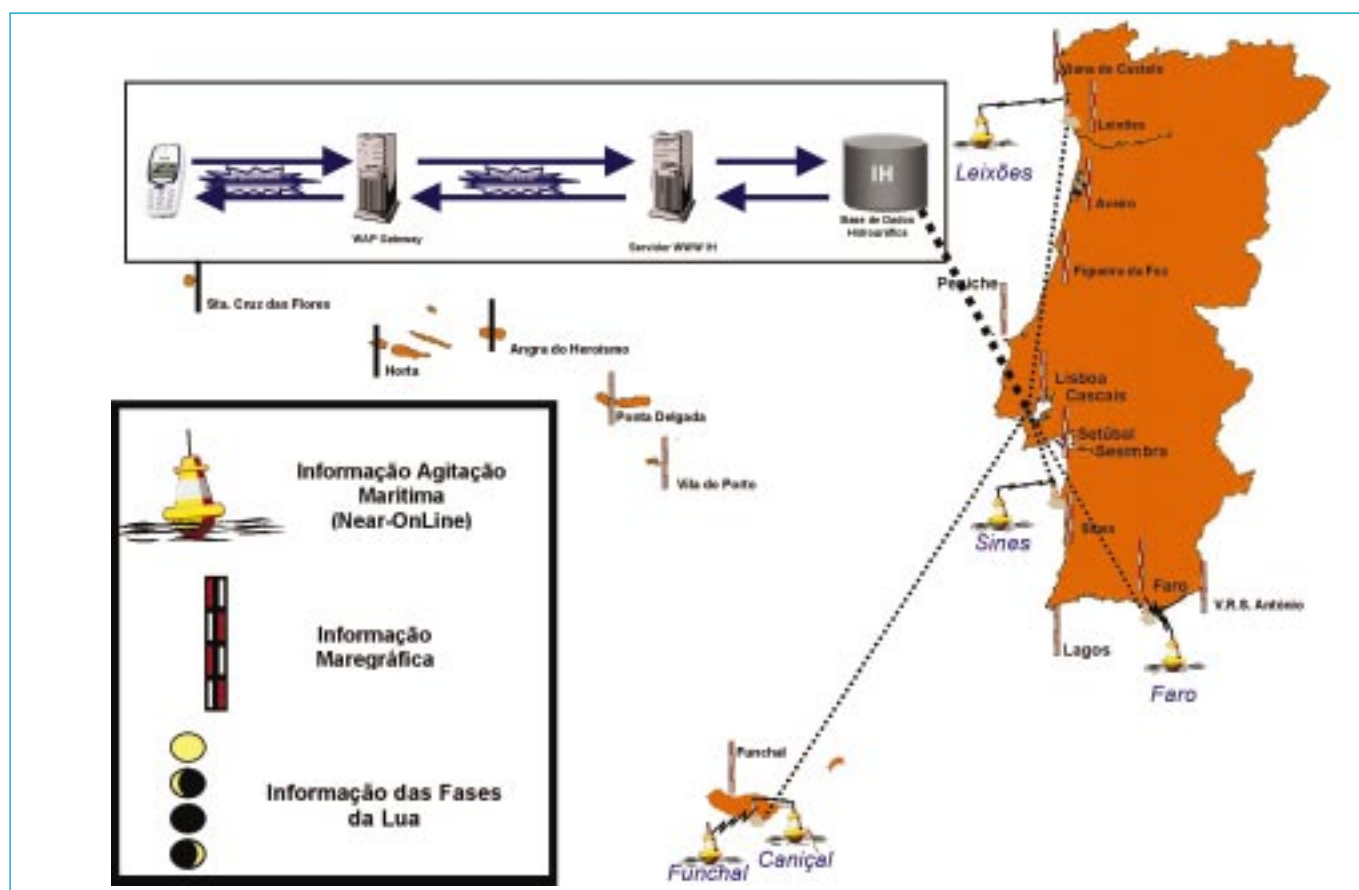 WAP Gateway
Servidor WWW IH
IH
Base de Dados
Hidrográfica
Sta. Cruz das Flores
Horta
Angra do Heroísmo
Ponta Delgada
Vila do Porto
Informação Agitação
Marítima
(Near-OnLine)
Informação
Maregráfica
Informação das Fases
da Lua
Viana do Castelo
Leixões
Leixões
Aveiro
Figueira da Foz
Peniche
Lisboa
Cascais
Setúbal
Sesimbra
Sines
Sines
Faro
V.R.S. António
Lagos
Faro
Funchal
Funchal
Caniçal